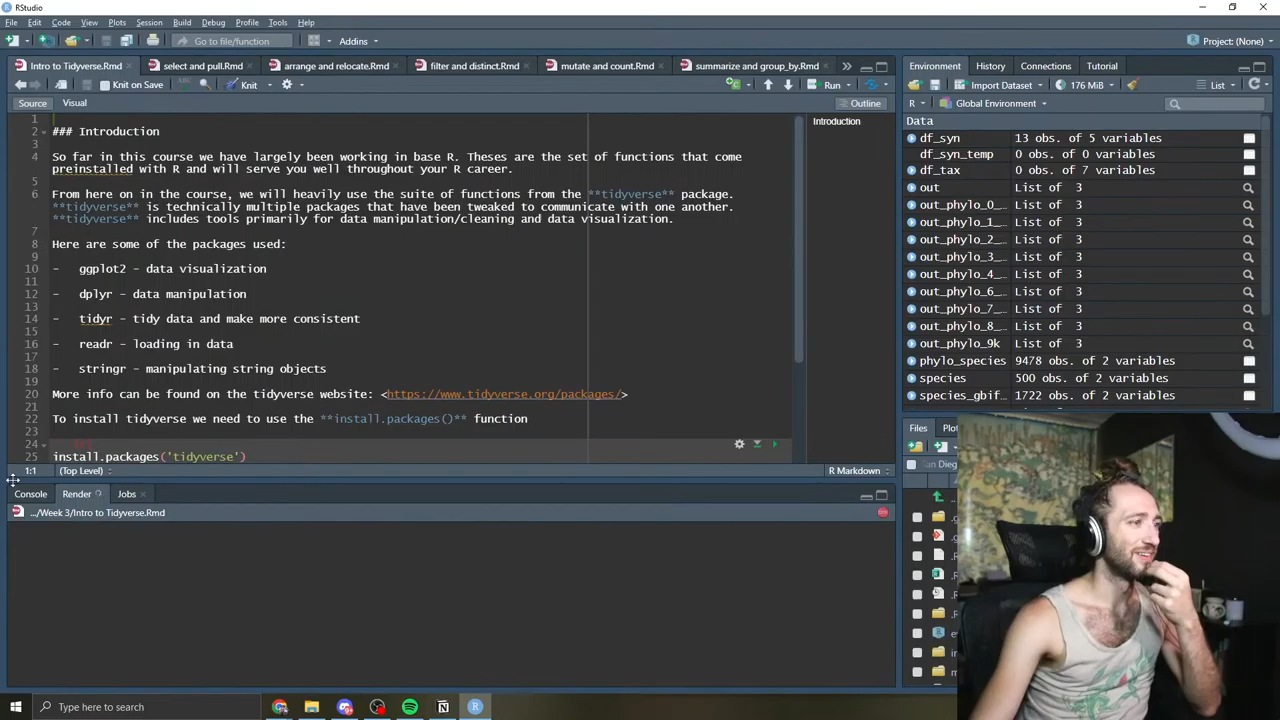 RStudio
File Edit Code View Plots Session Build Debug Profile Tools Help
Go to file/function Addins Project: (None)
Intro to Tidyverse.Rmd select and pull.Rmd arrange and relocate.Rmd filter and distinct.Rmd mutate and count.Rmd summarize and group_by.Rmd
Knit on Save Knit Run
Source Visual Outline
1
2 ### Introduction
3
4 So far in this course we have largely been working in base R. Theses are the set of functions that come
preinstalled with R and will serve you well throughout your R career.
5
6 From here on in the course, we will heavily use the suite of functions from the **tidyverse** package.
**tidyverse** is technically multiple packages that have been tweaked to communicate with one another.
**tidyverse** includes tools primarily for data manipulation/cleaning and data visualization.
7
8 Here are some of the packages used:
9
10 - ggplot2 - data visualization
11
12 - dplyr - data manipulation
13
14 - tidyr - tidy data and make more consistent
15
16 - readr - loading in data
17
18 - stringr - manipulating string objects
19
20 More info can be found on the tidyverse website: <https://www.tidyverse.org/packages/>
21
22 To install tidyverse we need to use the **install.packages()** function
23
24
25 install.packages('tidyverse')
1:1 (Top Level) R Markdown
Introduction
Console Render Jobs
.../Week 3/Intro to Tidyverse.Rmd
Environment History Connections Tutorial
Import Dataset 176 MiB List
R Global Environment
Data
df_syn 13 obs. of 5 variables
df_syn_temp 0 obs. of 0 variables
df_tax 0 obs. of 7 variables
out List of 3
out_phylo_0_... List of 3
out_phylo_1_... List of 3
out_phylo_2_... List of 3
out_phylo_3_... List of 3
out_phylo_4_... List of 3
out_phylo_6_... List of 3
out_phylo_7_... List of 3
out_phylo_8_... List of 3
out_phylo_9k List of 3
phylo_species 9478 obs. of 2 variables
species 500 obs. of 2 variables
species_gbif... 1722 obs. of 2 variables
Files Plo
Type here to search